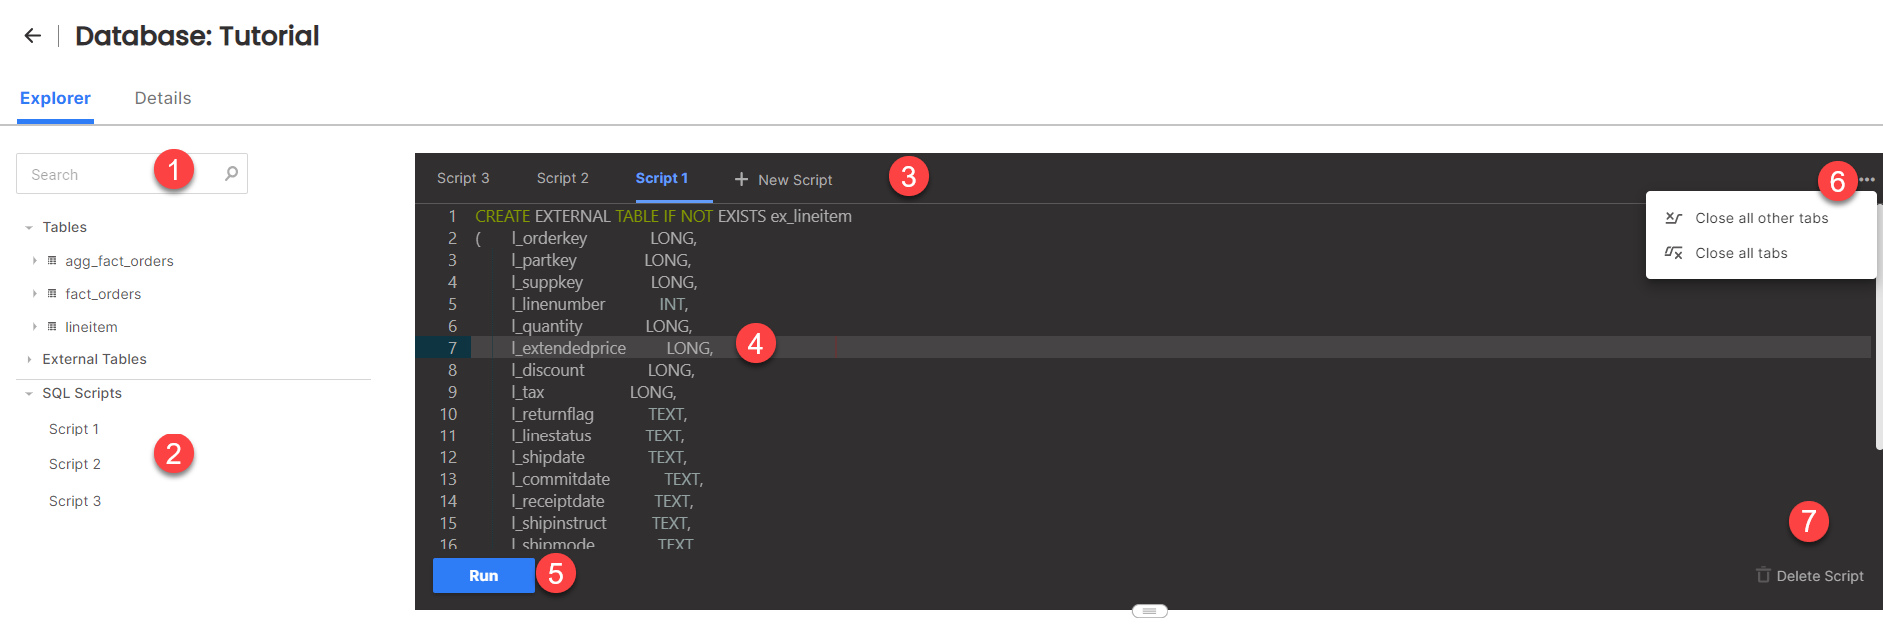 Database: Tutorial
Explorer Details
Search 1
Tables
agg_fact_orders
fact_orders
lineitem
External Tables
SQL Scripts
Script 1
Script 2
Script 3
2
Script 3 Script 2 Script 1 + New Script 3
6 •••
Close all other tabs
Close all tabs
1 CREATE EXTERNAL TABLE IF NOT EXISTS ex_lineitem
2 ( l_orderkey LONG,
3 l_partkey LONG,
4 l_suppkey LONG,
5 l_linenumber INT,
6 l_quantity LONG,
7 l_extendedprice LONG, 4
8 l_discount LONG,
9 l_tax LONG,
10 l_returnflag TEXT,
11 l_linestatus TEXT,
12 l_shipdate TEXT,
13 l_commitdate TEXT,
14 l_receiptdate TEXT,
15 l_shipinstruct TEXT,
16 l_shipmode TEXT
Run 5
7
Delete Script